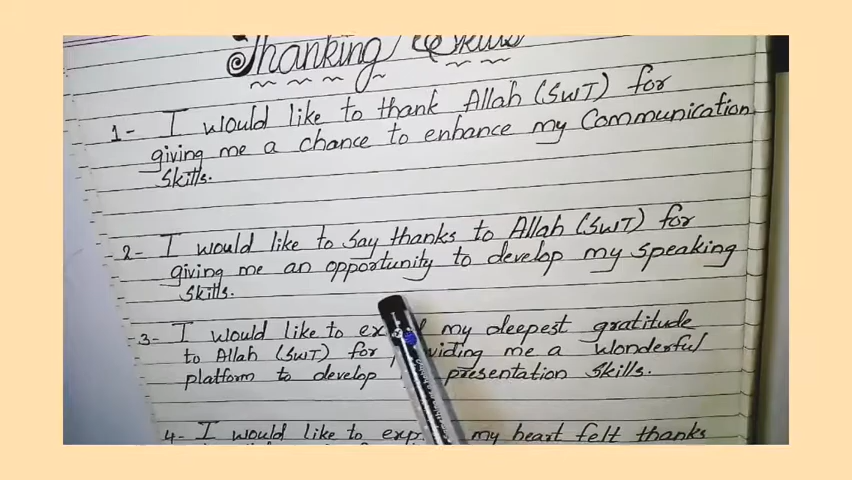 Thanking Skills
1- I would like to thank Allah (SWT) for
giving me a chance to enhance my Communication
Skills.
2- I would like to Say thanks to Allah (SWT) for
giving me an opportunity to develop my speaking
Skills.
3- I would like to my deepest gratitude
to Allah (SWT) for me a wonderful
platform to develop presentation Skills.
4- I would like to my heart felt thanks